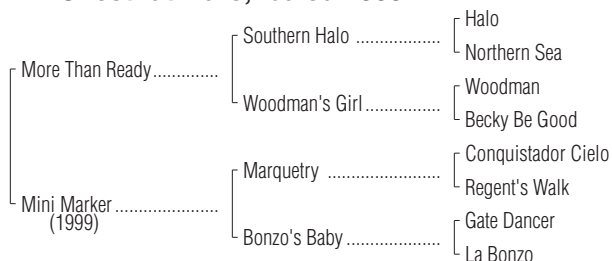 Halo
Southern Halo ...................
Northern Sea
More Than Ready..............
Woodman
Woodman's Girl.................
Becky Be Good
Conquistador Cielo
Marquetry .........................
Regent's Walk
Mini Marker ......................
(1999)
Gate Dancer
Bonzo's Baby.....................
La Bonzo